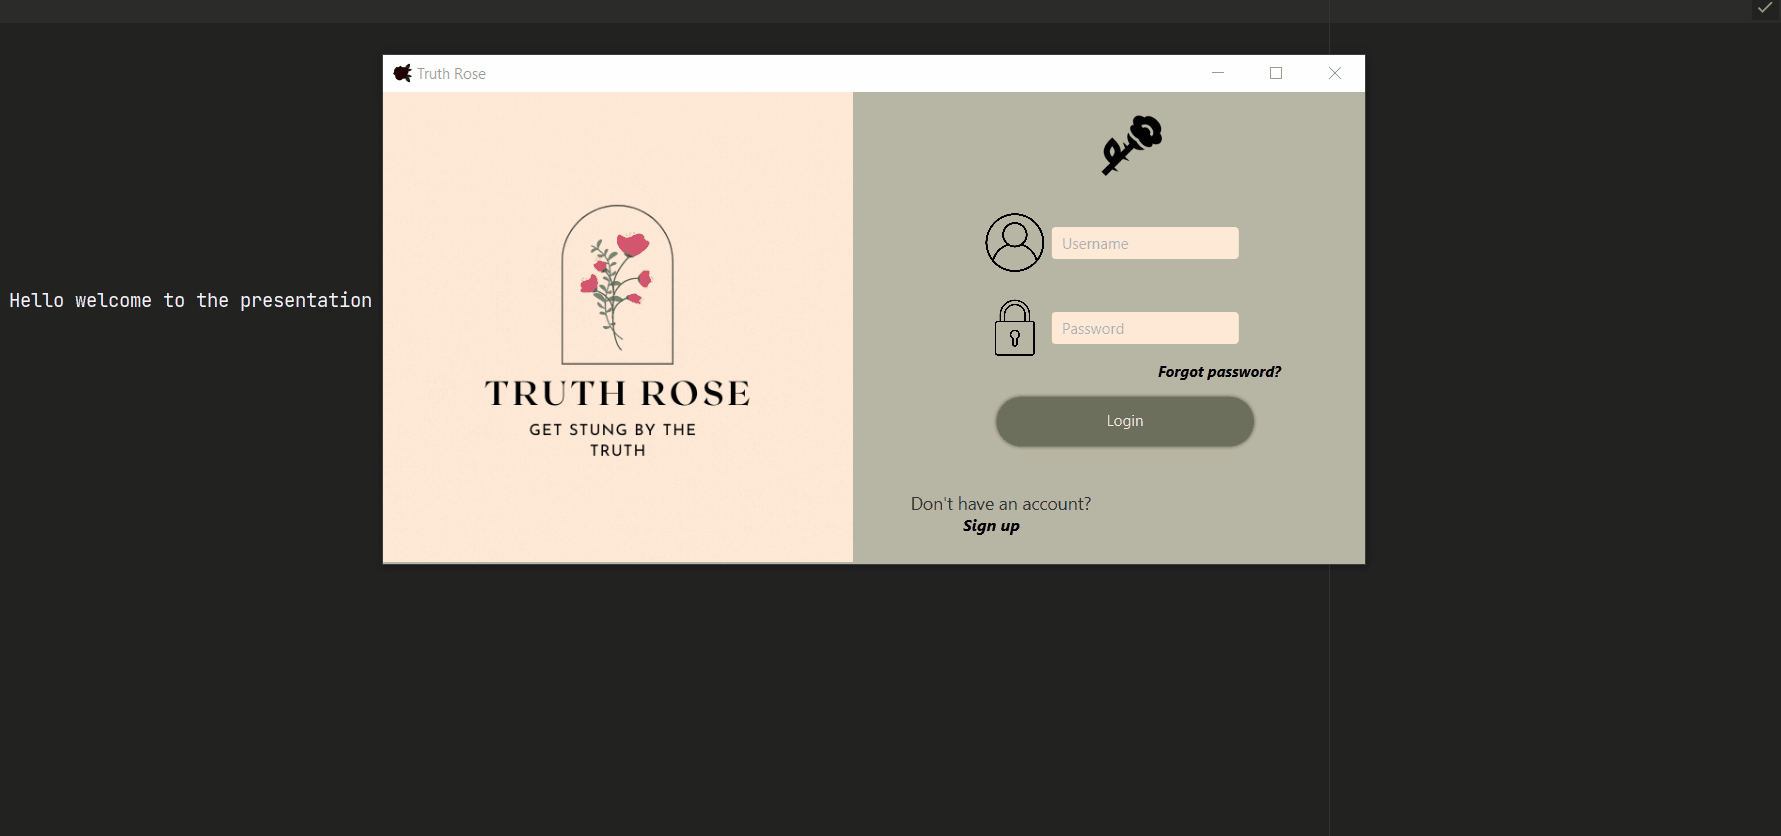 Truth Rose
Hello welcome to the presentation
TRUTH ROSE
GET STUNG BY THE
TRUTH
Username
Password
Forgot password?
Login
Don't have an account?
Sign up